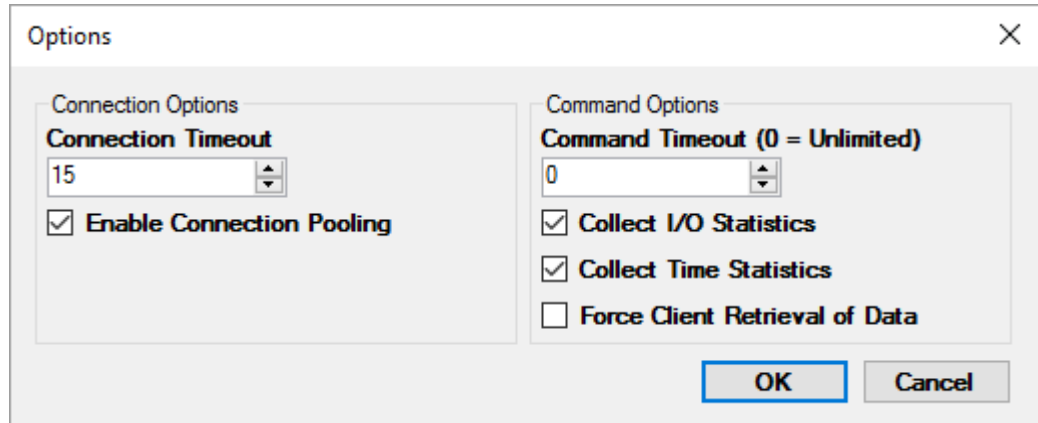 Options
Connection Options
Connection Timeout
15
Enable Connection Pooling
Command Options
Command Timeout (0 = Unlimited)
0
Collect I/O Statistics
Collect Time Statistics
Force Client Retrieval of Data
OK
Cancel